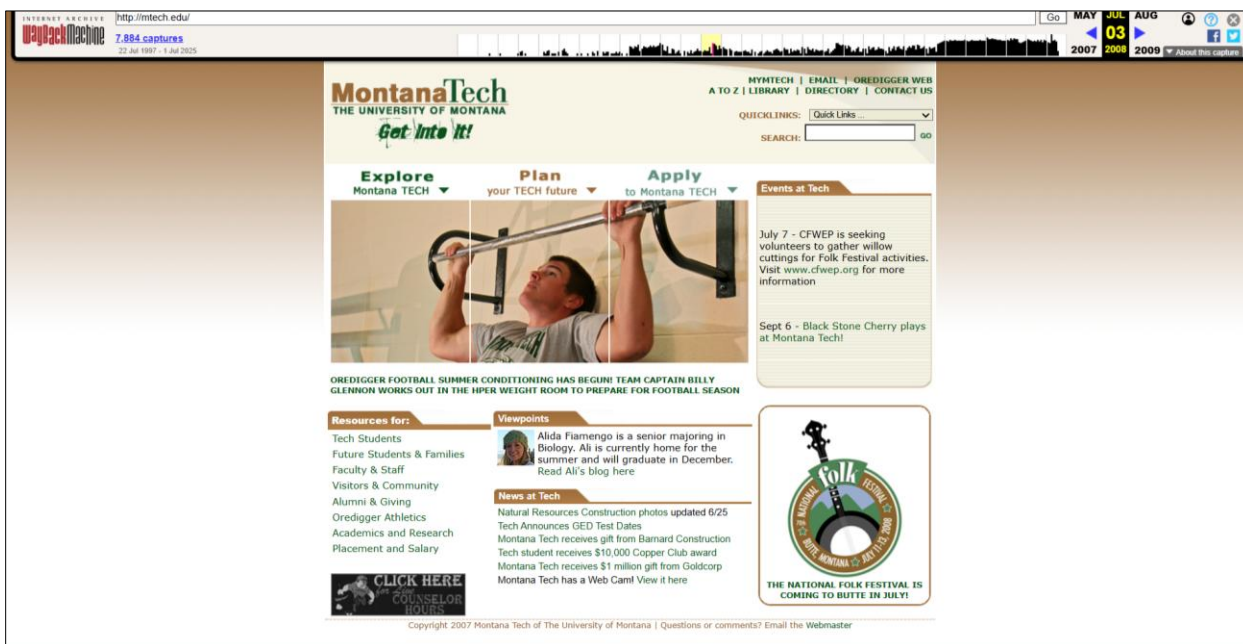 INTERNET ARCHIVE
WayBackMachine
http://mtech.edu/
Go
7,884 captures
22 Jul 1997 - 1 Jul 2025
MAY JUL AUG
03
2007 2008 2009
About this capture
MontanaTech
THE UNIVERSITY OF MONTANA
Get Into It!
MYMTECH | EMAIL | OREDIGGER WEB
A TO Z | LIBRARY | DIRECTORY | CONTACT US
QUICKLINKS: Quick Links ...
SEARCH: GO
Explore
Montana TECH
Plan
your TECH future
Apply
to Montana TECH
OREDIGGER FOOTBALL SUMMER CONDITIONING HAS BEGUN! TEAM CAPTAIN BILLY
GLENNON WORKS OUT IN THE HPER WEIGHT ROOM TO PREPARE FOR FOOTBALL SEASON
Events at Tech
July 7 - CFWEP is seeking
volunteers to gather willow
cuttings for Folk Festival activities.
Visit www.cfwep.org for more
information
Sept 6 - Black Stone Cherry plays
at Montana Tech!
Resources for:
Tech Students
Future Students & Families
Faculty & Staff
Visitors & Community
Alumni & Giving
Oredigger Athletics
Academics and Research
Placement and Salary
CLICK HERE
for Live
COUNSELOR
HOURS
Viewpoints
Alida Fiamengo is a senior majoring in
Biology. Ali is currently home for the
summer and will graduate in December.
Read Ali's blog here
News at Tech
Natural Resources Construction photos updated 6/25
Tech Announces GED Test Dates
Montana Tech receives gift from Barnard Construction
Tech student receives $10,000 Copper Club award
Montana Tech receives $1 million gift from Goldcorp
Montana Tech has a Web Cam! View it here
NATIONAL folk FESTIVAL
BUTTE, MONTANA JULY 11-13, 2008
THE NATIONAL FOLK FESTIVAL IS
COMING TO BUTTE IN JULY!
Copyright 2007 Montana Tech of The University of Montana | Questions or comments? Email the Webmaster